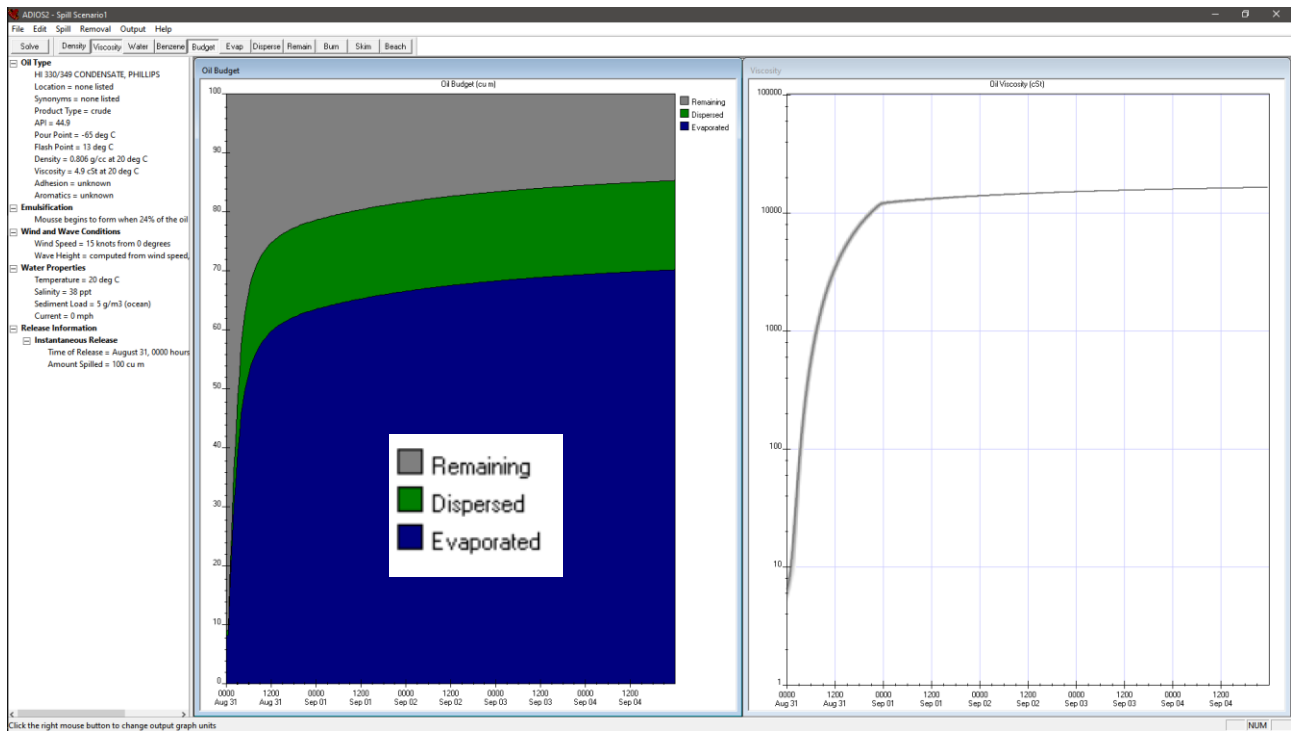 ADIOS2 - Spill Scenario1
File Edit Spill Removal Output Help
Solve Density Viscosity Water Benzene Budget Evap Disperse Remain Burn Skim Beach
Oil Type
HI 330/349 CONDENSATE, PHILLIPS
Location = none listed
Synonyms = none listed
Product Type = crude
API = 44.9
Pour Point = -65 deg C
Flash Point = 13 deg C
Density = 0.806 g/cc at 20 deg C
Viscosity = 4.9 cSt at 20 deg C
Adhesion = unknown
Aromatics = unknown
Emulsification
Mousse begins to form when 24% of the oil
Wind and Wave Conditions
Wind Speed = 15 knots from 0 degrees
Wave Height = computed from wind speed,
Water Properties
Temperature = 20 deg C
Salinity = 38 ppt
Sediment Load = 5 g/m3 (ocean)
Current = 0 mph
Release Information
Instantaneous Release
Time of Release = August 31, 0000 hours
Amount Spilled = 100 cu m
Oil Budget
Oil Budget (cu m)
100
90
80
70
60
50
40
30
20
10
0
Remaining
Dispersed
Evaporated
Remaining
Dispersed
Evaporated
0000 1200 0000 1200 0000 1200 0000 1200 0000 1200
Aug 31 Aug 31 Sep 01 Sep 01 Sep 02 Sep 02 Sep 03 Sep 03 Sep 04 Sep 04
Viscosity
Oil Viscosity (cSt)
100000
10000
1000
100
10
1
0000 1200 0000 1200 0000 1200 0000 1200 0000 1200
Aug 31 Aug 31 Sep 01 Sep 01 Sep 02 Sep 02 Sep 03 Sep 03 Sep 04 Sep 04
Click the right mouse button to change output graph units
NUM